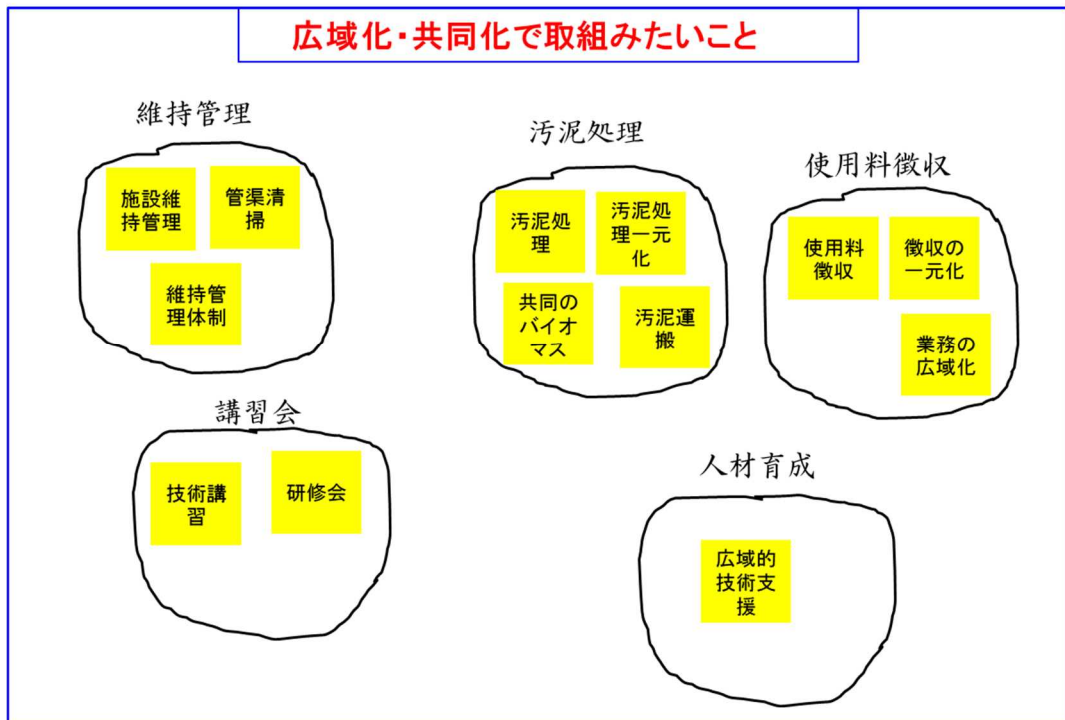 広域化・共同化で取組みたいこと
維持管理
施設維
持管理
管渠清
掃
維持管
理体制
汚泥処理
汚泥処
理
汚泥処
理一元
化
共同の
バイオ
マス
汚泥運
搬
使用料徴収
使用料
徴収
徴収の
一元化
業務の
広域化
講習会
技術講
習
研修会
人材育成
広域的
技術支
援